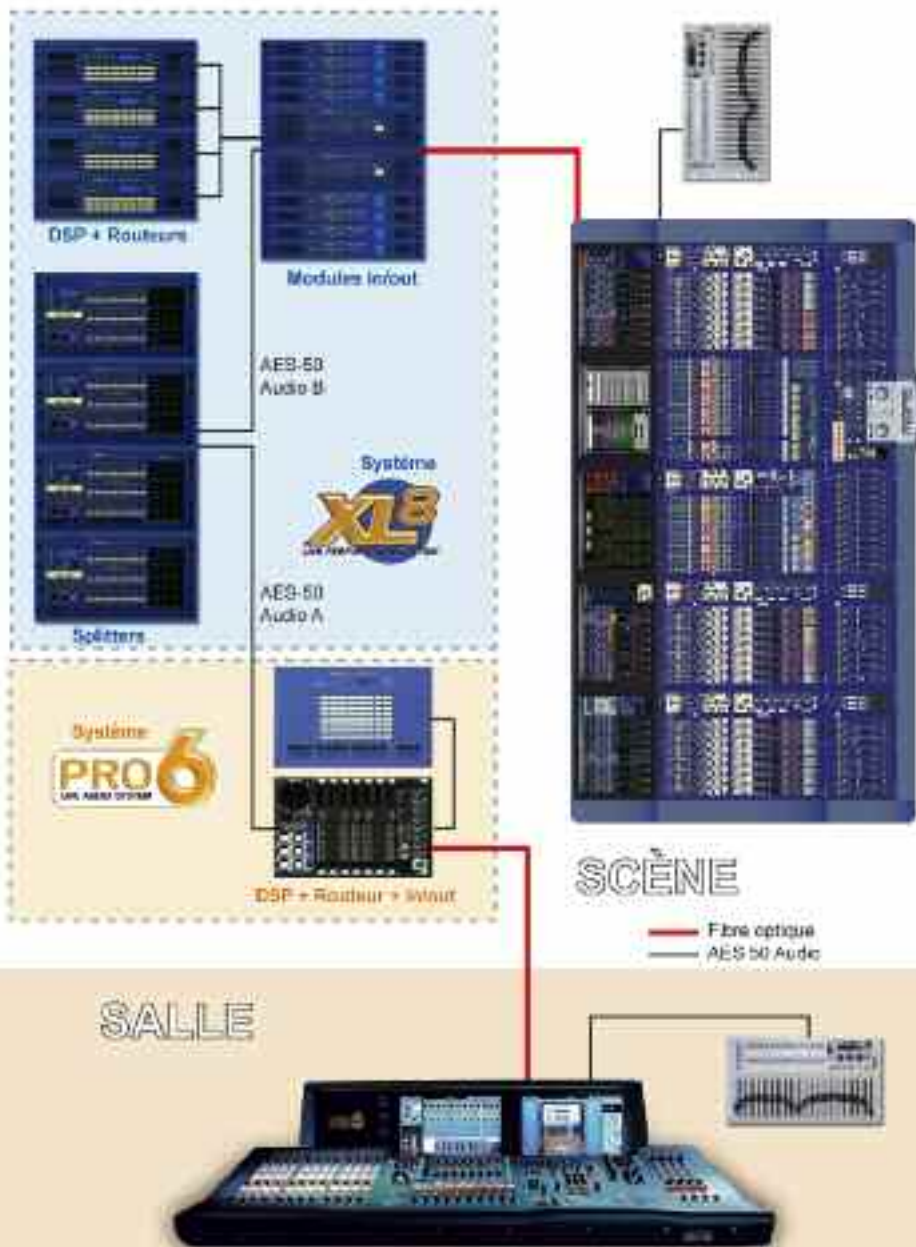 DSP + Routeurs
Modules in/out
AES-50
Audio B
Système
XL8
AES-50
Audio A
Splitters
Système
PRO6
LIVE AUDIO SYSTEM
DSP + Routeur + In/out
SCÈNE
Fibre optique
AES 50 Audio
SALLE
PRO6